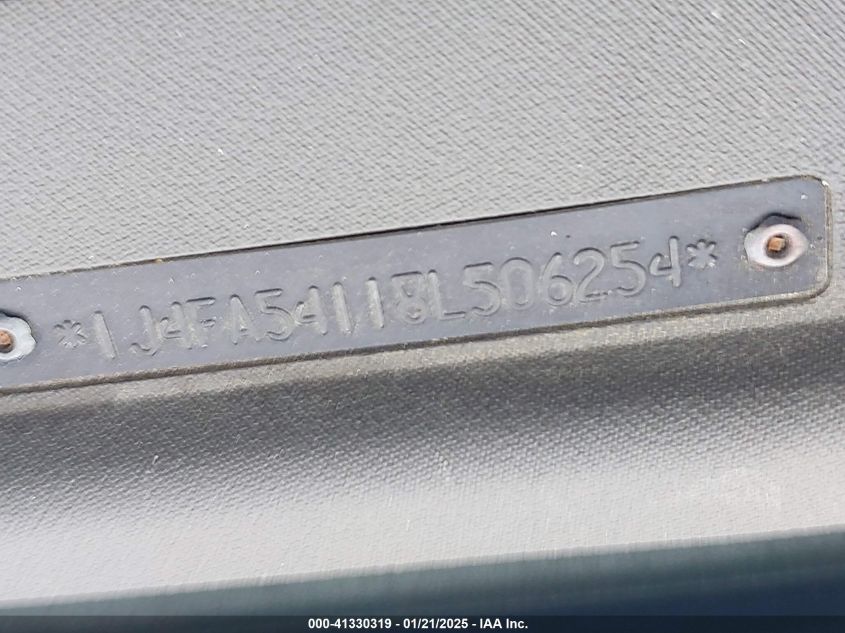 *1J4FA54118L506254*
000-41330319 / 01/21/2025 - IAA Inc.